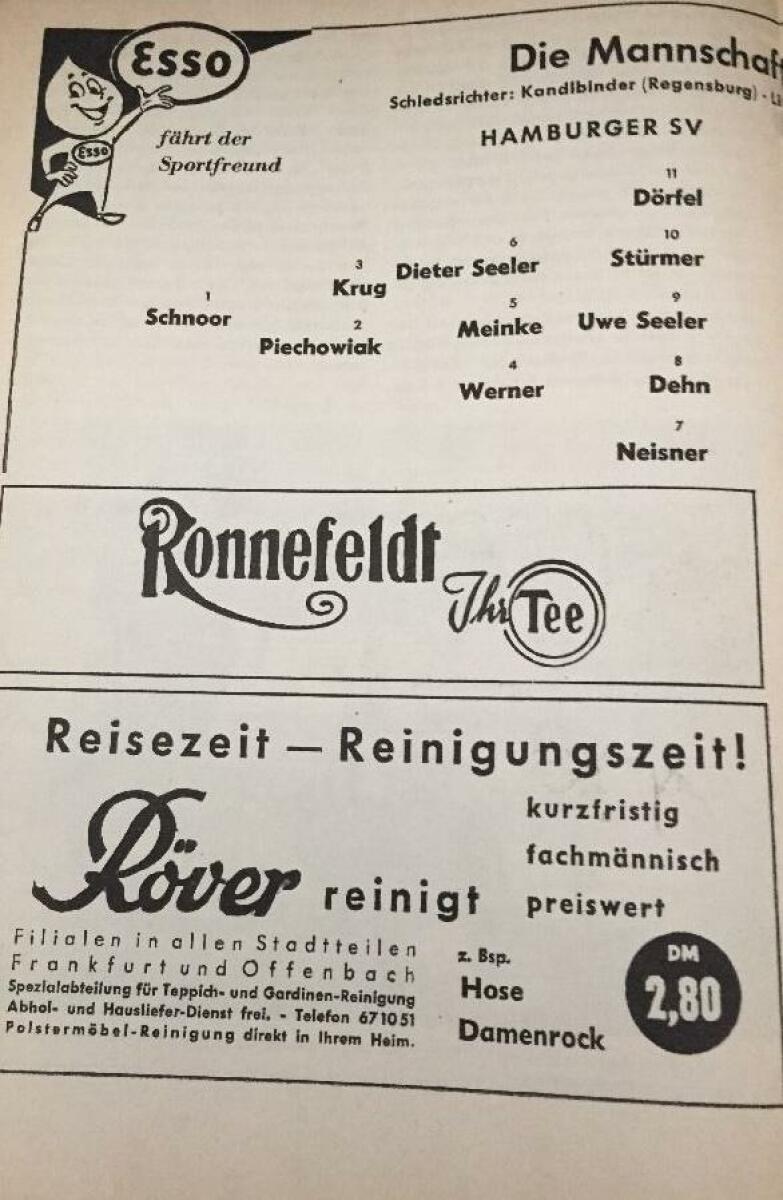 Esso
Esso
fährt der
Sportfreund
Die Mannschaf
Schiedsrichter: Kandlbinder (Regensburg) - Li
HAMBURGER SV
11
Dörfel
10
Stürmer
6
Dieter Seeler
3
Krug
9
Uwe Seeler
5
Meinke
1
Schnoor
2
Piechowiak
8
Dehn
4
Werner
7
Neisner
Ronnefeldt
Ihr Tee
Reisezeit — Reinigungszeit!
Röver reinigt
kurzfristig
fachmännisch
preiswert
Filialen in allen Stadtteilen
Frankfurt und Offenbach
Spezialabteilung für Teppich- und Gardinen-Reinigung
Abhol- und Hausliefer-Dienst frei. - Telefon 671051
Polstermöbel-Reinigung direkt in Ihrem Heim.
z. Bsp.
Hose
Damenrock
DM
2,80